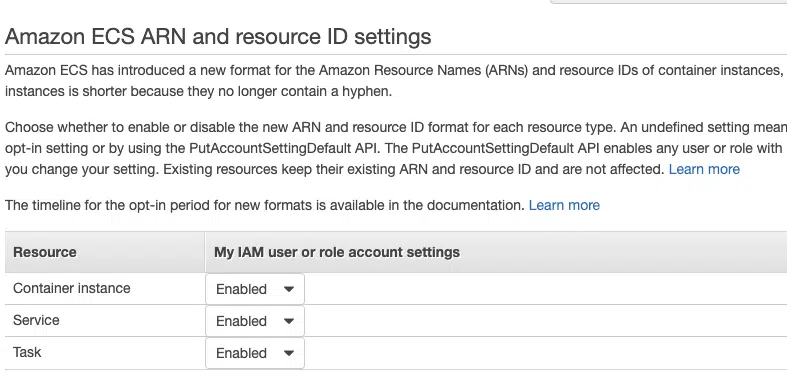 Amazon ECS ARN and resource ID settings
Amazon ECS has introduced a new format for the Amazon Resource Names (ARNs) and resource IDs of container instances,
instances is shorter because they no longer contain a hyphen.
Choose whether to enable or disable the new ARN and resource ID format for each resource type. An undefined setting mean
opt-in setting or by using the PutAccountSettingDefault API. The PutAccountSettingDefault API enables any user or role with
you change your setting. Existing resources keep their existing ARN and resource ID and are not affected. Learn more
The timeline for the opt-in period for new formats is available in the documentation. Learn more
Resource My IAM user or role account settings
Container instance Enabled
Service Enabled
Task Enabled